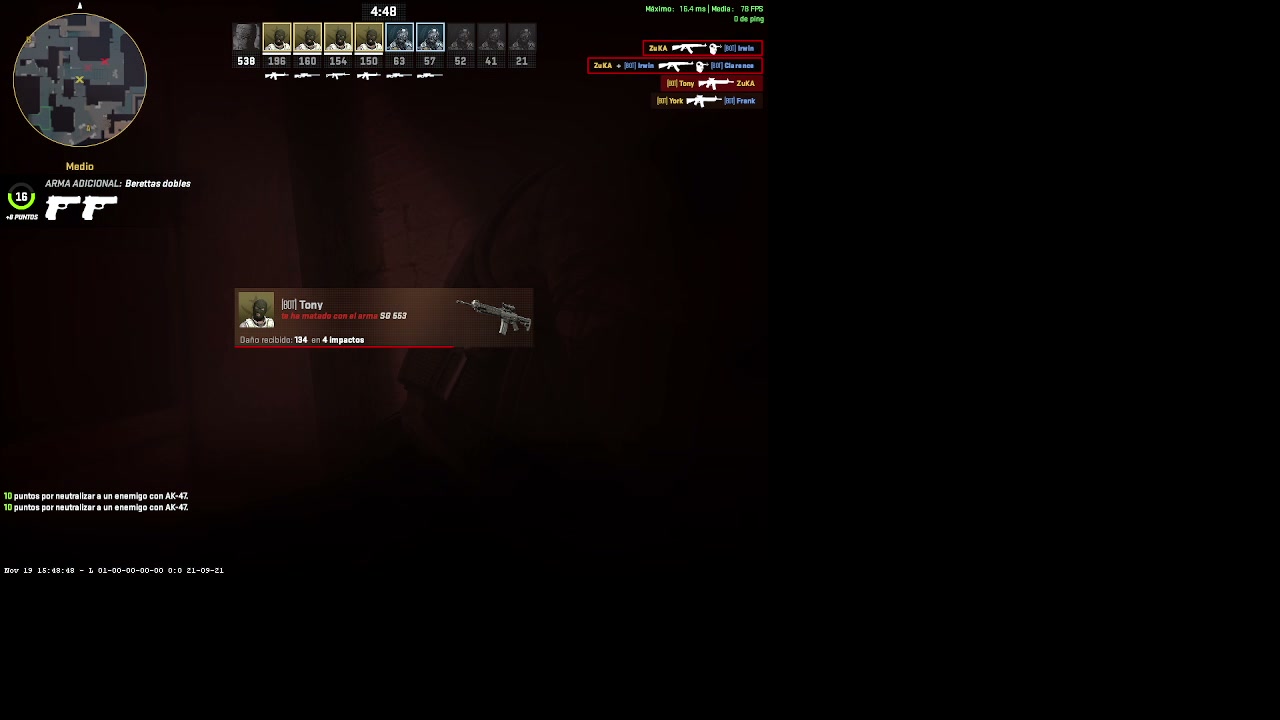 4:48
Máximo: 16.4 ms | Media: 78 FPS
0 de ping
538 196 160 154 150 63 57 52 41 21
ZuKA [BOT] Irwin
ZuKA + [BOT] Irwin [BOT] Clarence
[BOT] Tony ZuKA
[BOT] York [BOT] Frank
Medio
ARMA ADICIONAL: Berettas dobles
16
+8 PUNTOS
[BOT] Tony
te ha matado con el arma SG 553
Daño recibido: 134 en 4 impactos
10 puntos por neutralizar a un enemigo con AK-47.
10 puntos por neutralizar a un enemigo con AK-47.
Nov 19 15:48:48 - L 01-00-00-00-00 0:0 21-09-21